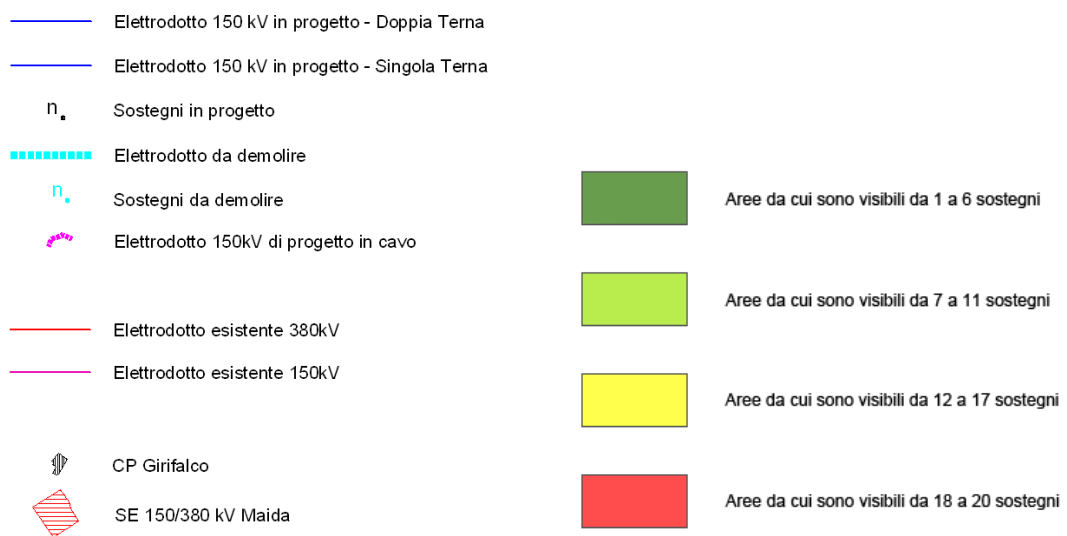 Elettrodotto 150 kV in progetto - Doppia Terna
Elettrodotto 150 kV in progetto - Singola Terna
n.
Sostegni in progetto
Elettrodotto da demolire
n.
Sostegni da demolire
Elettrodotto 150kV di progetto in cavo
Elettrodotto esistente 380kV
Elettrodotto esistente 150kV
CP Girifalco
SE 150/380 kV Maida
Aree da cui sono visibili da 1 a 6 sostegni
Aree da cui sono visibili da 7 a 11 sostegni
Aree da cui sono visibili da 12 a 17 sostegni
Aree da cui sono visibili da 18 a 20 sostegni